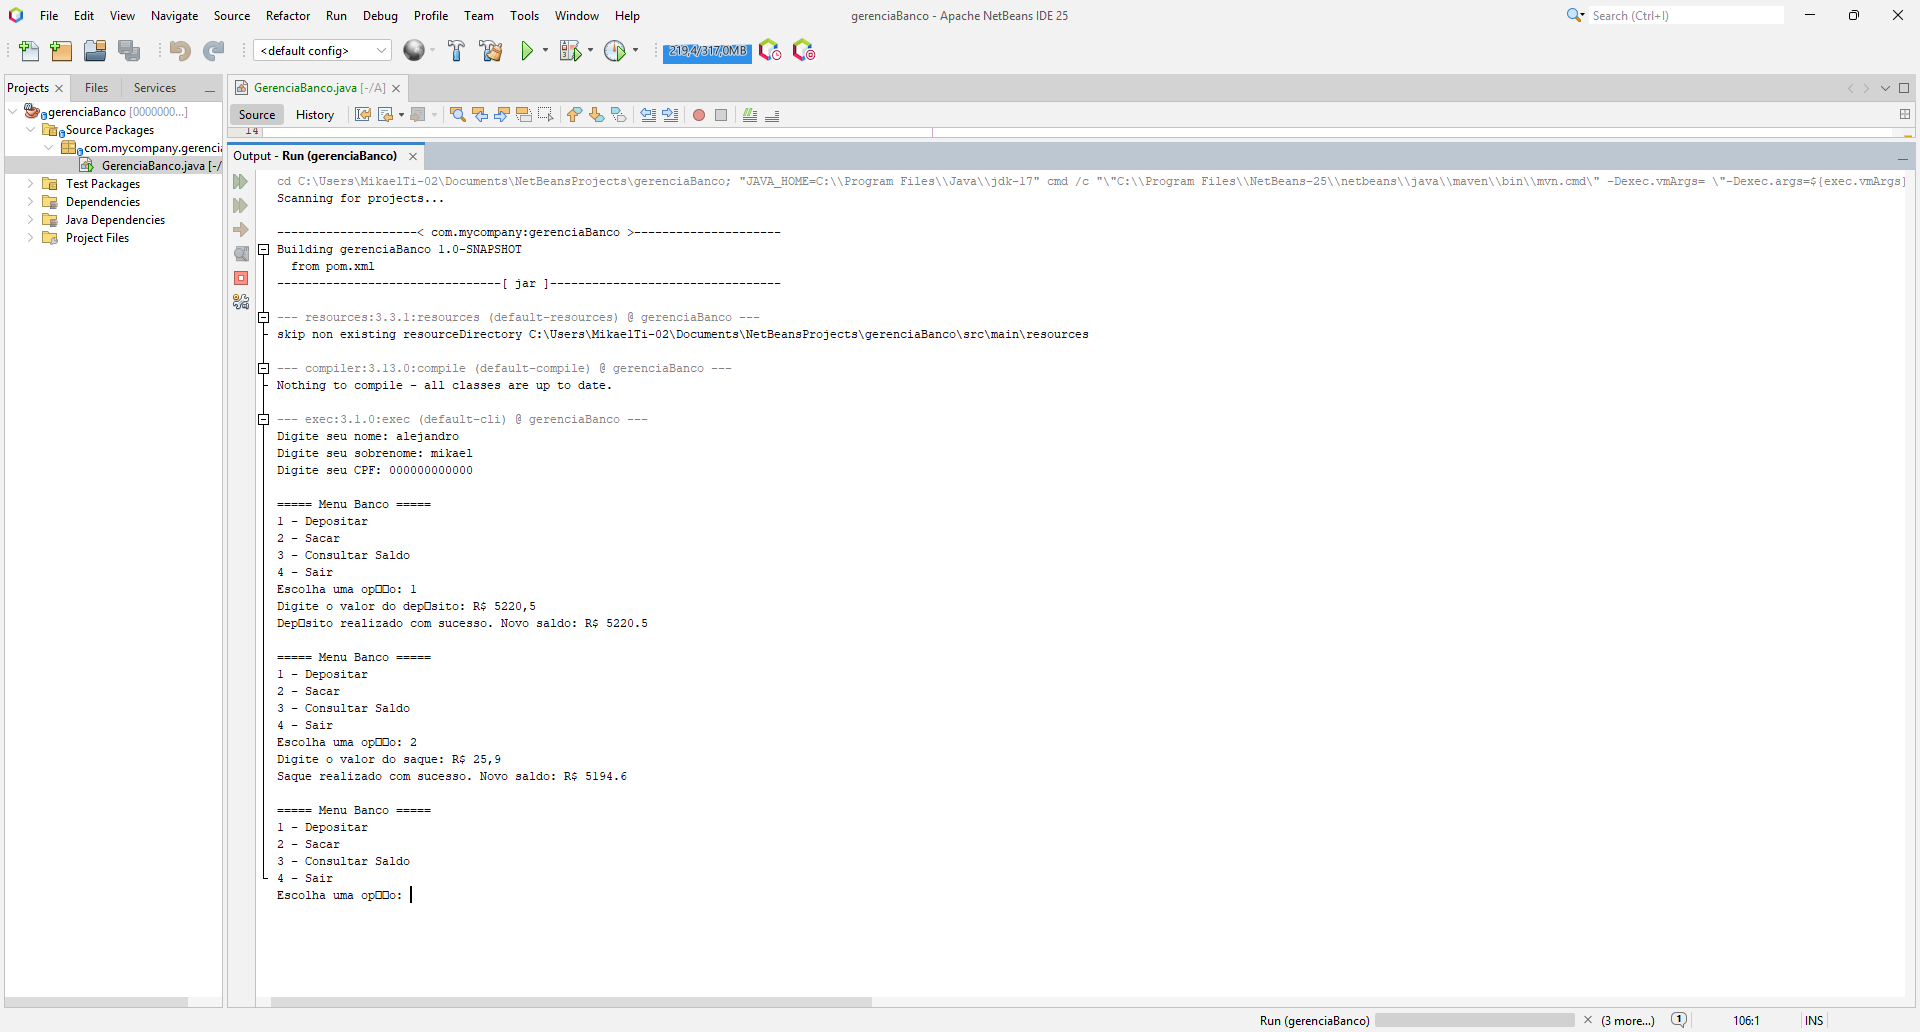 File Edit View Navigate Source Refactor Run Debug Profile Team Tools Window Help
gerenciaBanco - Apache NetBeans IDE 25
Search (Ctrl+I)
<default config>
219,4/317,0MB
Projects Files Services
gerenciaBanco [0000000...]
Source Packages
com.mycompany.gerencia
GerenciaBanco.java [-/
Test Packages
Dependencies
Java Dependencies
Project Files
GerenciaBanco.java [-/A]
Source History
14
Output - Run (gerenciaBanco)
cd C:\Users\MikaelTi-02\Documents\NetBeansProjects\gerenciaBanco; "JAVA_HOME=C:\\Program Files\\Java\\jdk-17" cmd /c "\"C:\\Program Files\\NetBeans-25\\netbeans\\java\\maven\\bin\\mvn.cmd\" -Dexec.vmArgs= \"-Dexec.args=${exec.vmArgs}
Scanning for projects...
--------------------< com.mycompany:gerenciaBanco >---------------------
Building gerenciaBanco 1.0-SNAPSHOT
from pom.xml
--------------------------------[ jar ]---------------------------------
--- resources:3.3.1:resources (default-resources) @ gerenciaBanco ---
skip non existing resourceDirectory C:\Users\MikaelTi-02\Documents\NetBeansProjects\gerenciaBanco\src\main\resources
--- compiler:3.13.0:compile (default-compile) @ gerenciaBanco ---
Nothing to compile - all classes are up to date.
--- exec:3.1.0:exec (default-cli) @ gerenciaBanco ---
Digite seu nome: alejandro
Digite seu sobrenome: mikael
Digite seu CPF: 000000000000
===== Menu Banco =====
1 - Depositar
2 - Sacar
3 - Consultar Saldo
4 - Sair
Escolha uma op□□o: 1
Digite o valor do dep□sito: R$ 5220,5
Dep□sito realizado com sucesso. Novo saldo: R$ 5220.5
===== Menu Banco =====
1 - Depositar
2 - Sacar
3 - Consultar Saldo
4 - Sair
Escolha uma op□□o: 2
Digite o valor do saque: R$ 25,9
Saque realizado com sucesso. Novo saldo: R$ 5194.6
===== Menu Banco =====
1 - Depositar
2 - Sacar
3 - Consultar Saldo
4 - Sair
Escolha uma op□□o:
Run (gerenciaBanco) (3 more...) 1 106:1 INS